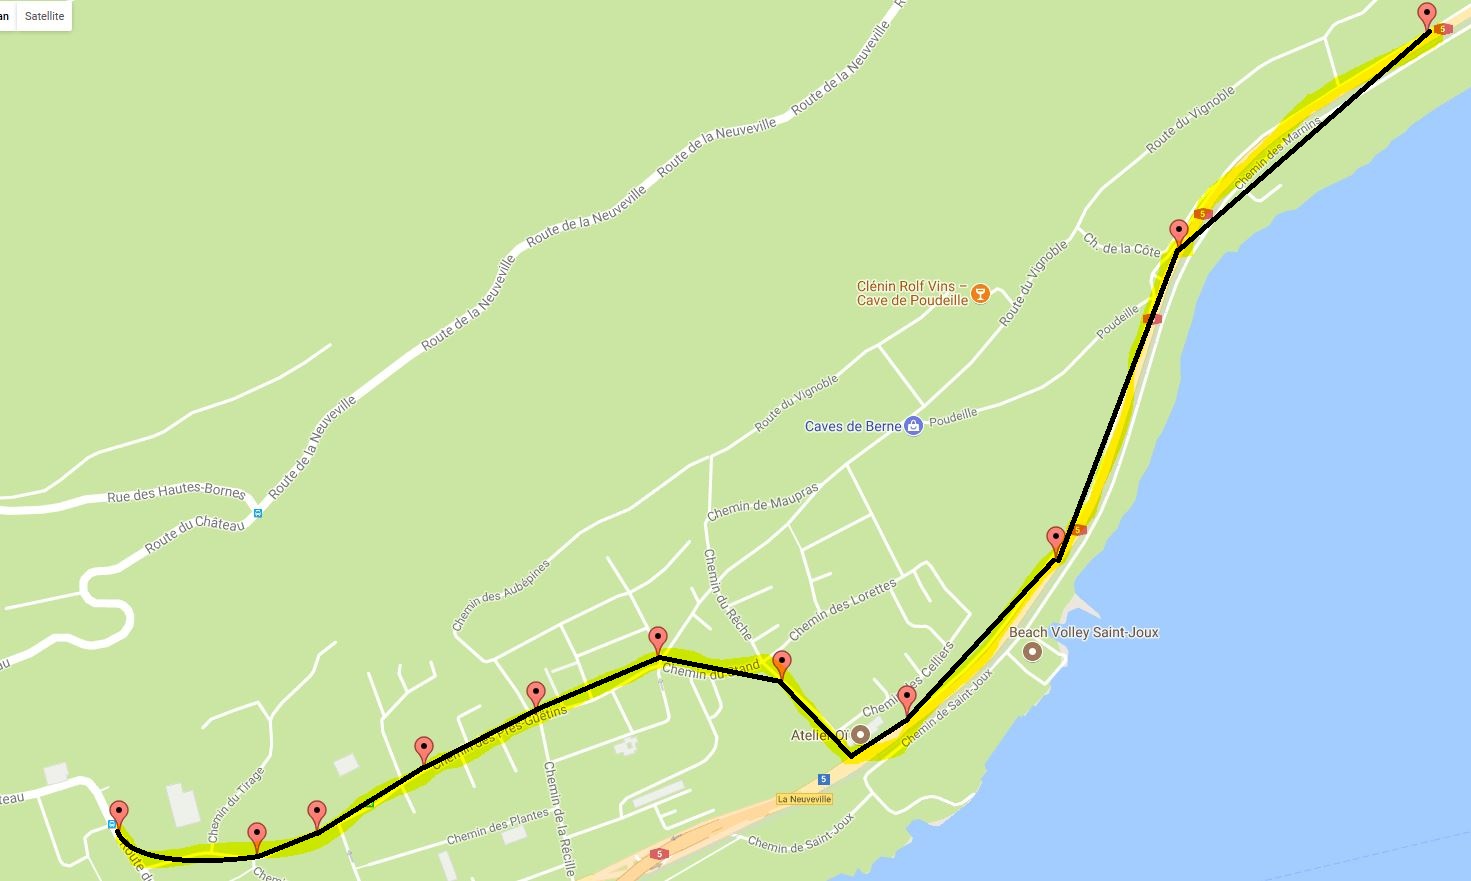 an
Satellite
5
Route de la Neuveville
Route de la Neuveville
Route de la Neuveville
Route de la Neuveville
Route de la Neuveville
Route de la Neuveville
Route du Vignoble
Chemin des Marnins
5
Ch. de la Côte
Route du Vignoble
Clénin Rolf Vins –
Cave de Poudeille
Poudeille
Route du Vignoble
Caves de Berne
Poudeille
Rue des Hautes-Bornes
Route du Château
Chemin de Maupras
5
Chemin des Aubépines
Chemin du Rêche
Chemin des Lorettes
Beach Volley Saint-Joux
Chemin des Celliers
Chemin du Stand
Chemin des Prés-Guëtins
Chemin de Saint-Joux
Atelier Oï
5
La Neuveville
Chemin du Tirage
Chemin de la Récille
Chemin des Plantes
Chemin de Saint-Joux
5
teau
au
Route d
Chemi